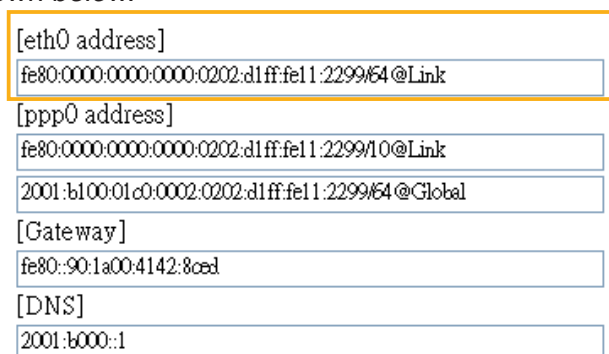 [eth0 address]
fe80:0000:0000:0000:0202:d1ff:fe11:2299/64@Link
[ppp0 address]
fe80:0000:0000:0000:0202:d1ff:fe11:2299/10@Link
2001:b100:01c0:0002:0202:d1ff:fe11:2299/64@Global
[Gateway]
fe80::90:1a00:4142:8ced
[DNS]
2001:b000::1